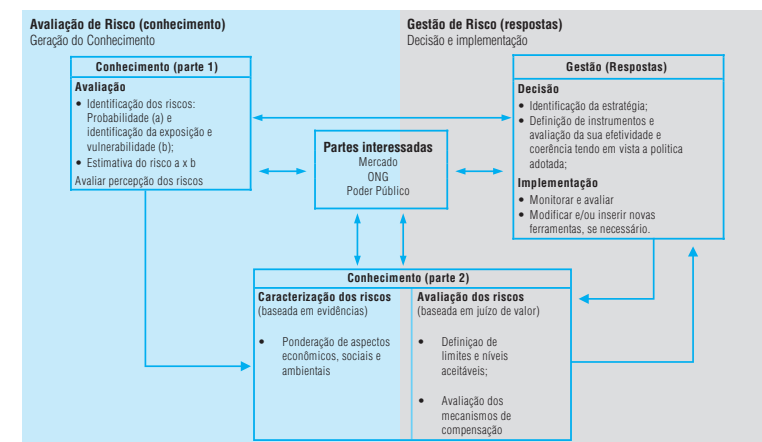 Avaliação de Risco (conhecimento)
Geração do Conhecimento
Gestão de Risco (respostas)
Decisão e implementação
Conhecimento (parte 1)
Avaliação
• Identificação dos riscos:
Probabilidade (a) e
identificação da exposição e
vulnerabilidade (b);
• Estimativa do risco a x b
Avaliar percepção dos riscos
Partes interessadas
Mercado
ONG
Poder Público
Gestão (Respostas)
Decisão
• Identificação da estratégia;
• Definição de instrumentos e
avaliação da sua efetividade e
coerência tendo em vista a politica
adotada;
Implementação
• Monitorar e avaliar
• Modificar e/ou inserir novas
ferramentas, se necessário.
Conhecimento (parte 2)
Caracterização dos riscos
(baseada em evidências)
• Ponderação de aspectos
econômicos, sociais e
ambientais
Avaliação dos riscos
(baseada em juízo de valor)
• Definiçao de
limites e níveis
aceitáveis;
• Avaliação dos
mecanismos de
compensação